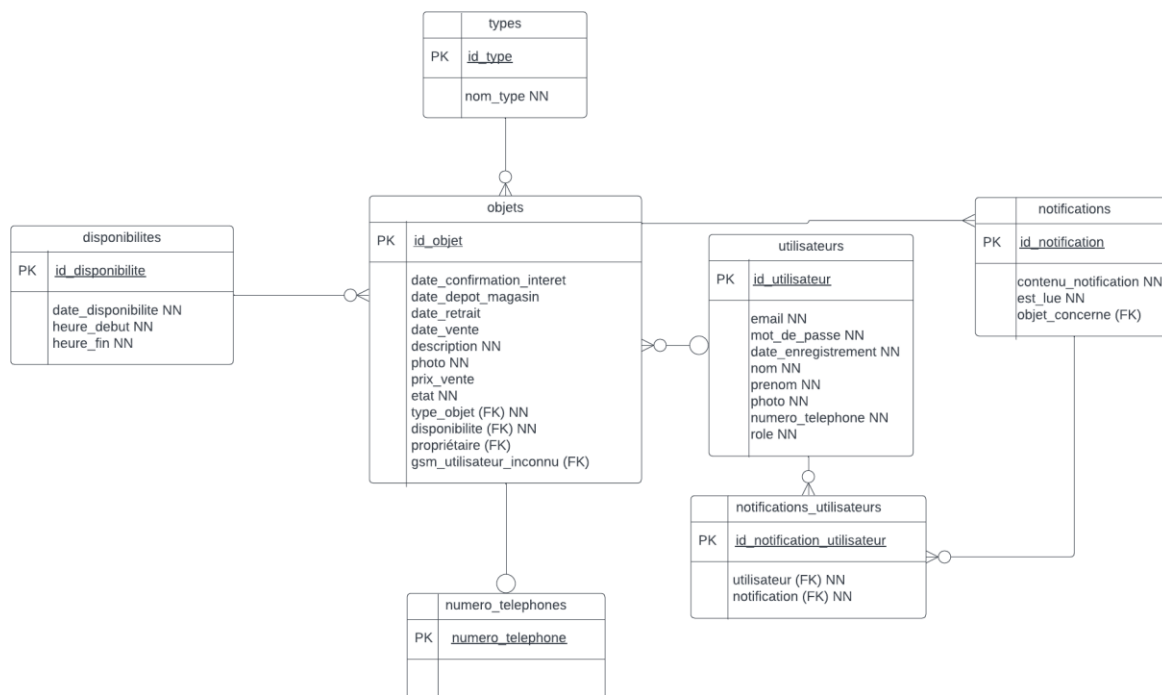 types
PK id_type
nom_type NN
objets
PK id_objet
date_confirmation_interet
date_depot_magasin
date_retrait
date_vente
description NN
photo NN
prix_vente
etat NN
type_objet (FK) NN
disponibilite (FK) NN
propriétaire (FK)
gsm_utilisateur_inconnu (FK)
disponibilites
PK id_disponibilite
date_disponibilite NN
heure_debut NN
heure_fin NN
utilisateurs
PK id_utilisateur
email NN
mot_de_passe NN
date_enregistrement NN
nom NN
prenom NN
photo NN
numero_telephone NN
role NN
notifications
PK id_notification
contenu_notification NN
est_lue NN
objet_concerne (FK)
notifications_utilisateurs
PK id_notification_utilisateur
utilisateur (FK) NN
notification (FK) NN
numero_telephones
PK numero_telephone